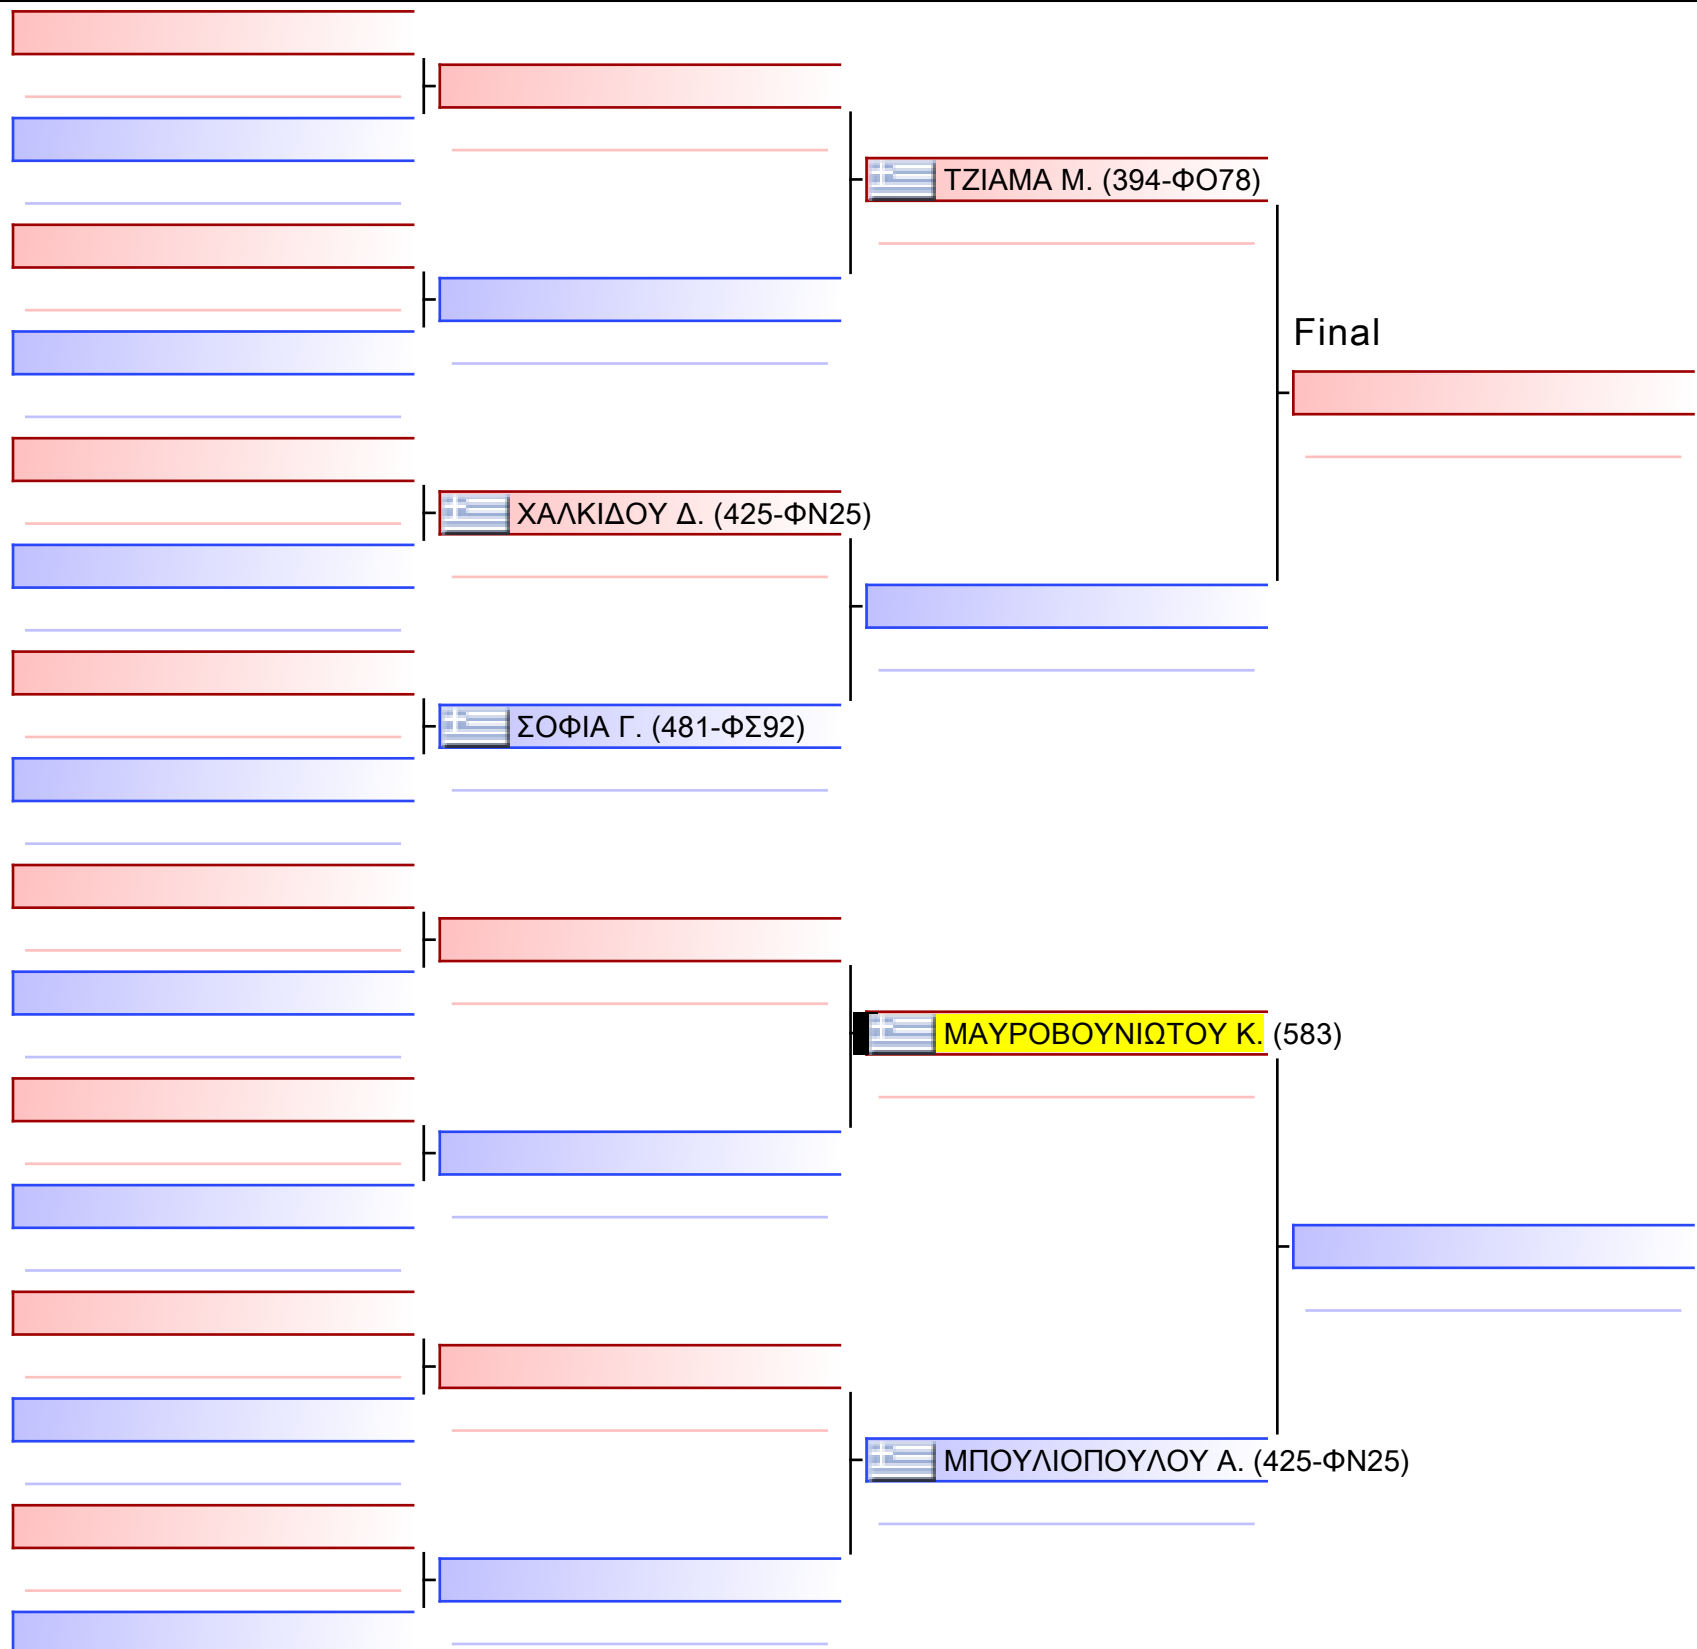 ΤΖΙΑΜΑ Μ. (394-ΦΟ78)
Final
ΧΑΛΚΙΔΟΥ Δ. (425-ΦΝ25)
ΣΟΦΙΑ Γ. (481-ΦΣ92)
ΜΑΥΡΟΒΟΥΝΙΩΤΟΥ Κ. (583)
ΜΠΟΥΛΙΟΠΟΥΛΟΥ Α. (425-ΦΝ25)